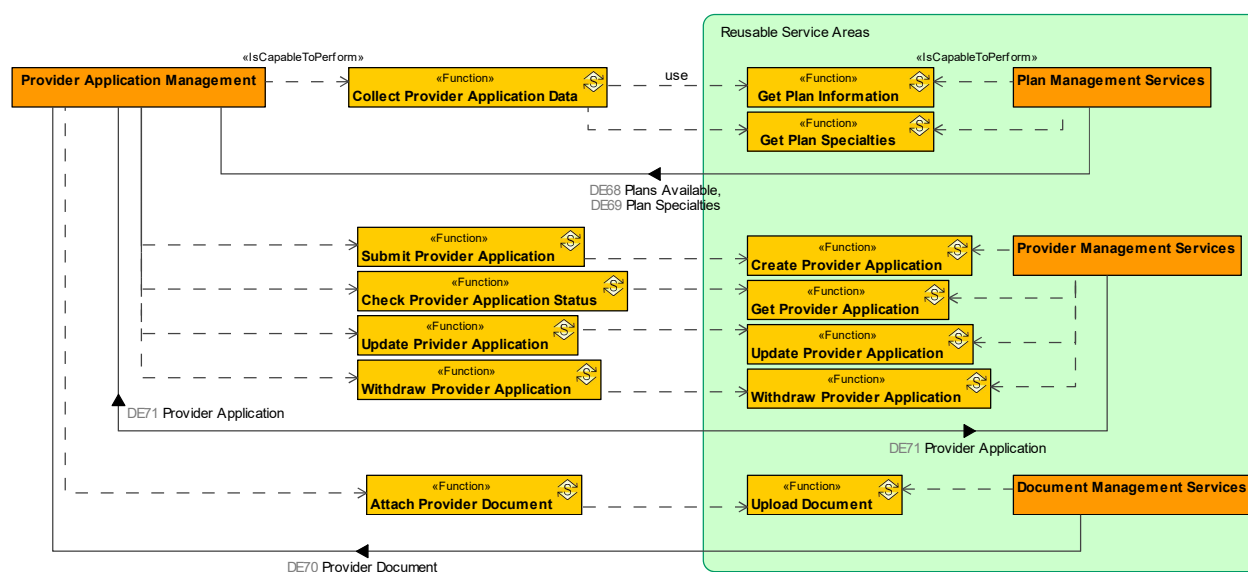 Reusable Service Areas
«IsCapableToPerform»
«IsCapableToPerform»
Provider Application Management
«Function»
S
Collect Provider Application Data
use
«Function»
S
Get Plan Information
Plan Management Services
«Function»
S
Get Plan Specialties
DE68 Plans Available,
DE69 Plan Specialties
«Function»
S
Submit Provider Application
«Function»
S
Create Provider Application
Provider Management Services
«Function»
S
Check Provider Application Status
«Function»
S
Get Provider Application
«Function»
S
Update Privider Application
«Function»
S
Update Provider Application
«Function»
S
Withdraw Provider Application
«Function»
S
Withdraw Provider Application
DE71 Provider Application
DE71 Provider Application
«Function»
S
Attach Provider Document
«Function»
S
Upload Document
Document Management Services
DE70 Provider Document